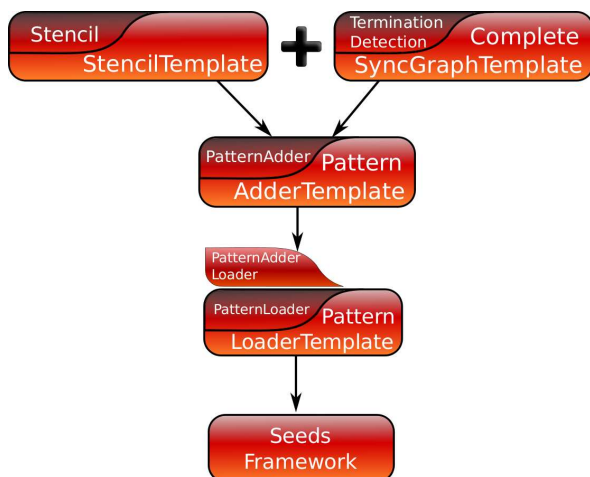 Stencil
StencilTemplate
Termination
Detection
Complete
SyncGraphTemplate
PatternAdder
Pattern
AdderTemplate
PatternAdder
Loader
PatternLoader
Pattern
LoaderTemplate
Seeds
Framework